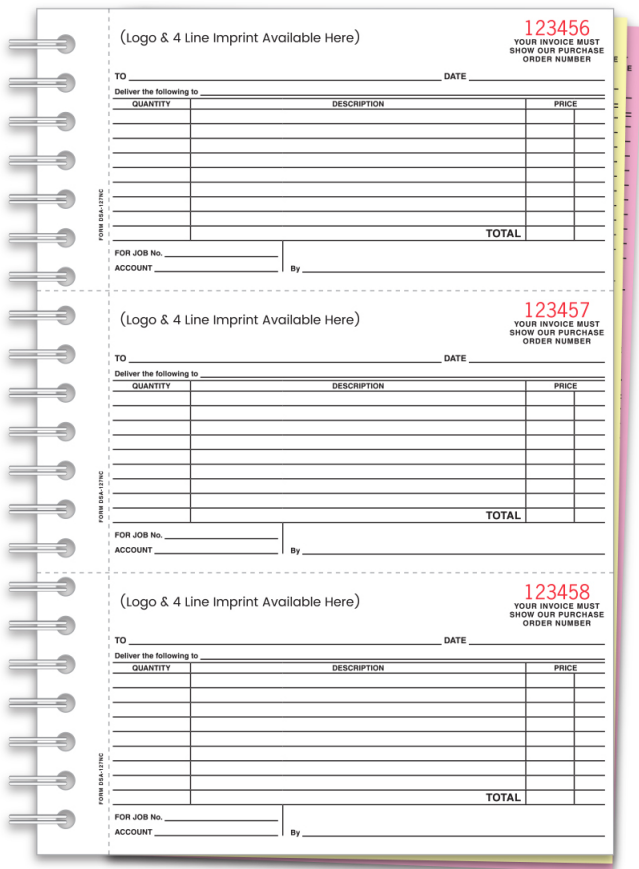 (Logo & 4 Line Imprint Available Here)
123456
YOUR INVOICE MUST
SHOW OUR PURCHASE
ORDER NUMBER
TO DATE
Deliver the following to
QUANTITY DESCRIPTION PRICE
TOTAL
FORM DSA-127NC
FOR JOB No.
ACCOUNT By
(Logo & 4 Line Imprint Available Here)
123457
YOUR INVOICE MUST
SHOW OUR PURCHASE
ORDER NUMBER
TO DATE
Deliver the following to
QUANTITY DESCRIPTION PRICE
TOTAL
FORM DSA-127NC
FOR JOB No.
ACCOUNT By
(Logo & 4 Line Imprint Available Here)
123458
YOUR INVOICE MUST
SHOW OUR PURCHASE
ORDER NUMBER
TO DATE
Deliver the following to
QUANTITY DESCRIPTION PRICE
TOTAL
FORM DSA-127NC
FOR JOB No.
ACCOUNT By